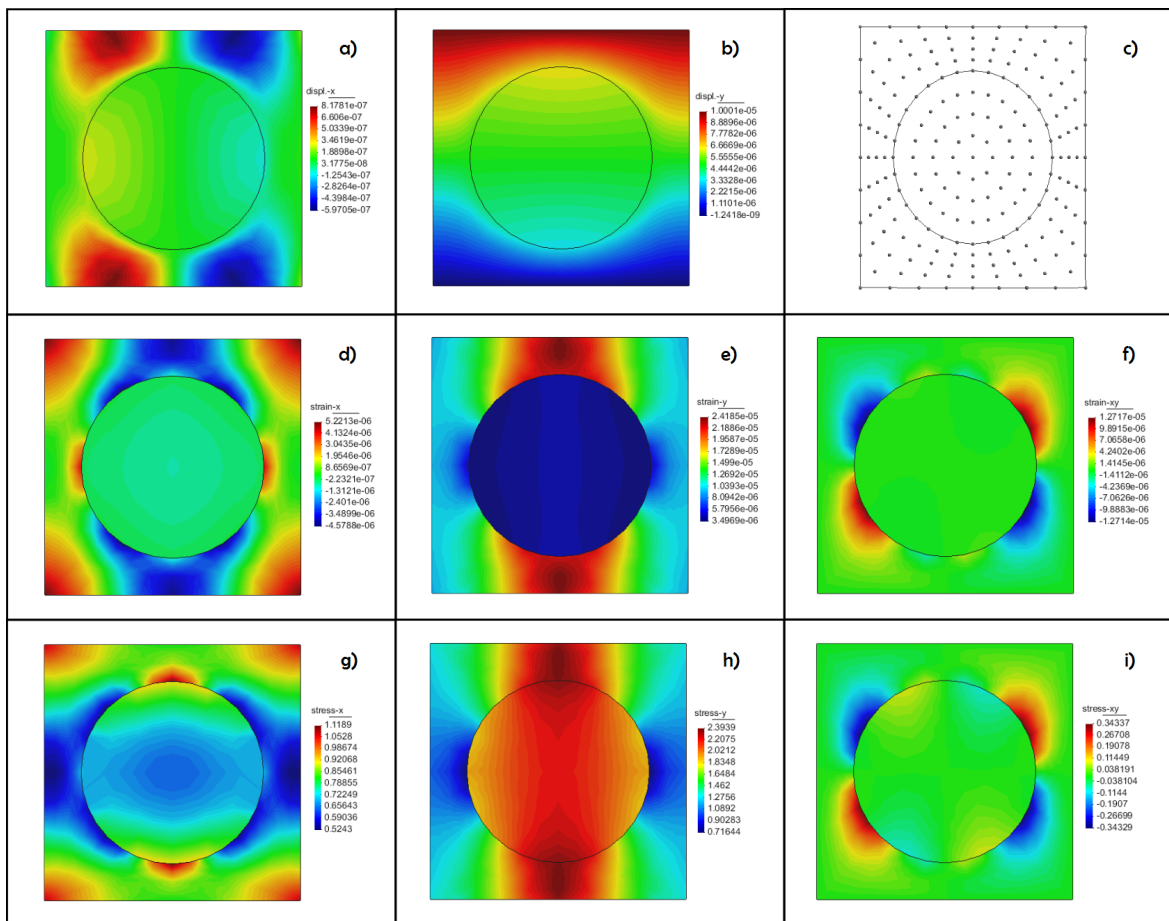 a)
displ.-x
8.1781e-07
6.606e-07
5.0339e-07
3.4619e-07
1.8898e-07
3.1775e-08
-1.2543e-07
-2.8264e-07
-4.3984e-07
-5.9705e-07
b)
displ.-y
1.0001e-05
8.8896e-06
7.7782e-06
6.6669e-06
5.5555e-06
4.4442e-06
3.3328e-06
2.2215e-06
1.1101e-06
-1.2418e-09
c)
d)
strain-x
5.2213e-06
4.1324e-06
3.0435e-06
1.9546e-06
8.6569e-07
-2.2321e-07
-1.3121e-06
-2.401e-06
-3.4899e-06
-4.5788e-06
e)
strain-y
2.4185e-05
2.1886e-05
1.9587e-05
1.7289e-05
1.499e-05
1.2692e-05
1.0393e-05
8.0942e-06
5.7956e-06
3.4969e-06
f)
strain-xy
1.2717e-05
9.8915e-06
7.0658e-06
4.2402e-06
1.4145e-06
-1.4112e-06
-4.2369e-06
-7.0626e-06
-9.8883e-06
-1.2714e-05
g)
stress-x
1.1189
1.0528
0.98674
0.92068
0.85461
0.78855
0.72249
0.65643
0.59036
0.5243
h)
stress-y
2.3939
2.2075
2.0212
1.8348
1.6484
1.462
1.2756
1.0892
0.90283
0.71644
i)
stress-xy
0.34337
0.26708
0.19078
0.11449
0.038191
-0.038104
-0.1144
-0.1907
-0.26699
-0.34329